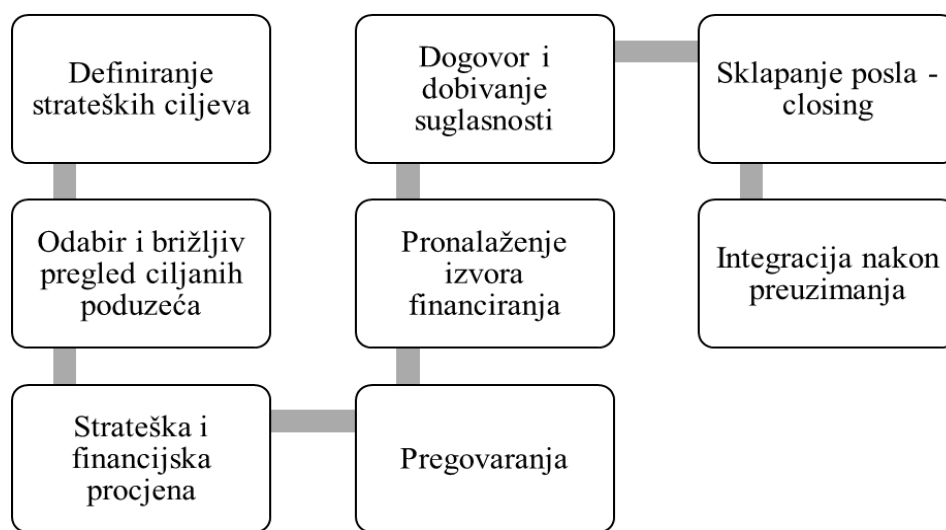 Definiranje
strateških ciljeva
Odabir i brižljiv
pregled ciljanih
poduzeća
Strateška i
financijska
procjena
Pregovaranja
Pronalaženje
izvora
financiranja
Dogovor i
dobivanje
suglasnosti
Sklapanje posla -
closing
Integracija nakon
preuzimanja